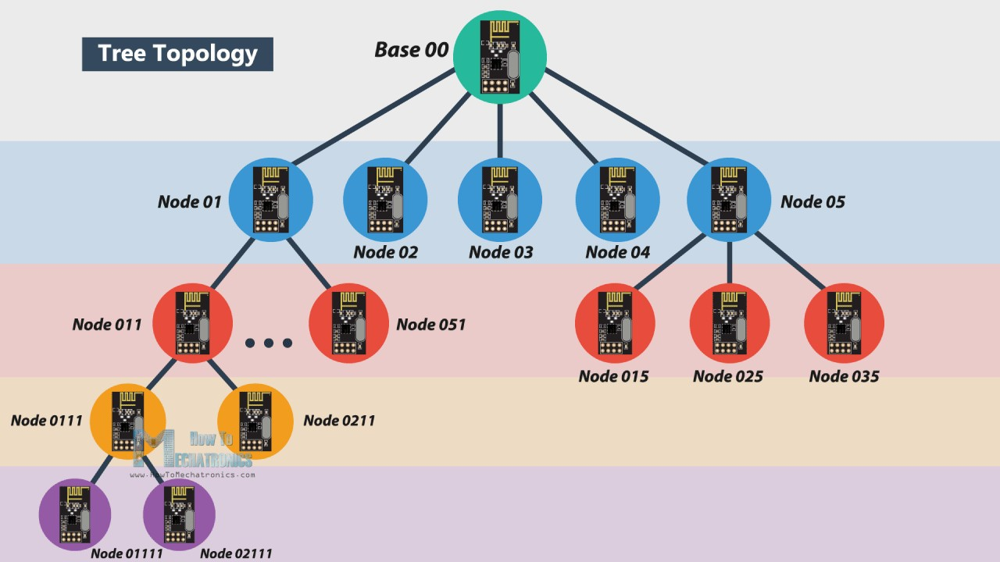 Tree Topology
Base 00
Node 01
Node 05
Node 02
Node 03
Node 04
Node 011
Node 051
Node 015
Node 025
Node 035
Node 0111
Node 0211
How To
MECHATRONICS
www.HowToMechatronics.com
Node 01111
Node 02111